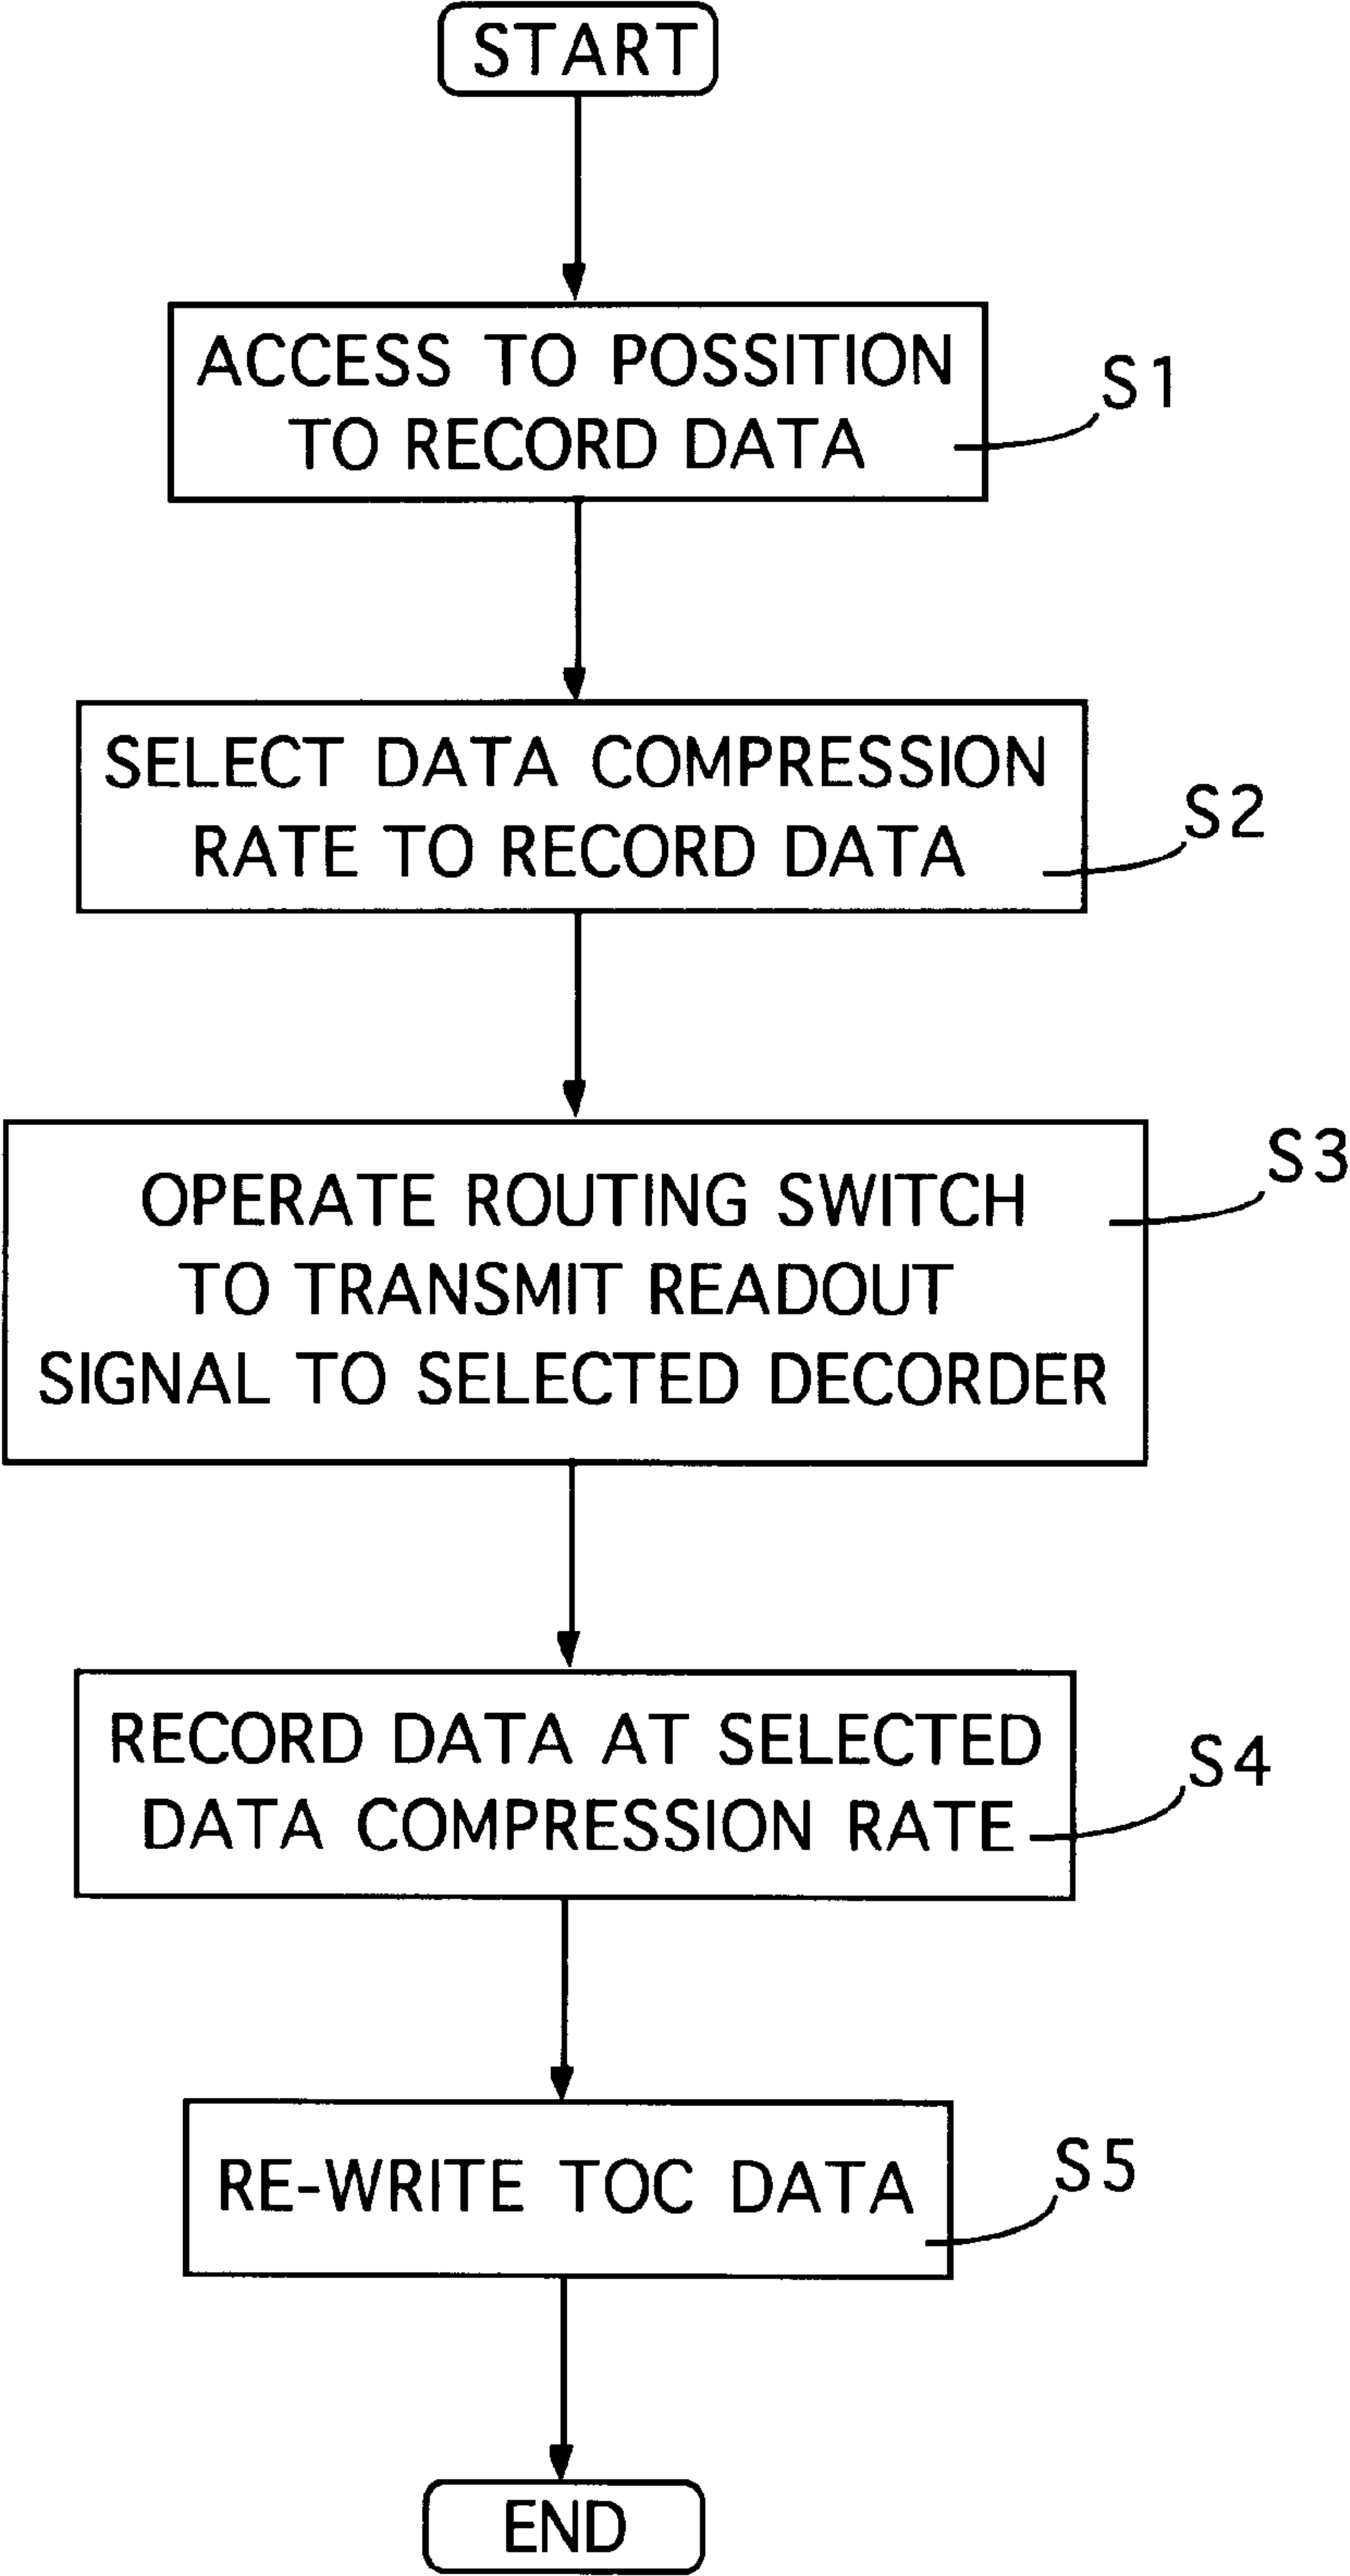 START
ACCESS TO POSSITION
TO RECORD DATA
S1
SELECT DATA COMPRESSION
RATE TO RECORD DATA
S2
OPERATE ROUTING SWITCH
TO TRANSMIT READOUT
SIGNAL TO SELECTED DECORDER
S3
RECORD DATA AT SELECTED
DATA COMPRESSION RATE
S4
RE-WRITE TOC DATA
S5
END